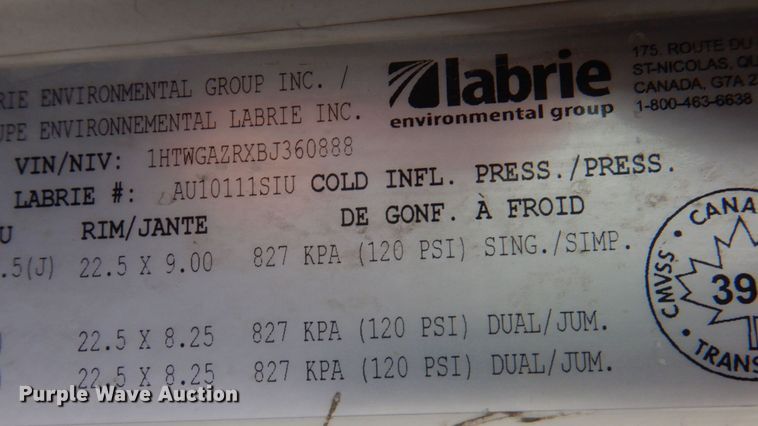 RIE ENVIRONMENTAL GROUP INC. /
UPE ENVIRONNEMENTAL LABRIE INC.
labrie
environmental group
175. ROUTE DU
ST-NICOLAS, QU
CANADA, G7A 2
1-800-463-6638
VIN/NIV: 1HTWGAZRXBJ360888
LABRIE #: AU10111SIU COLD INFL. PRESS./PRESS.
U RIM/JANTE DE GONF. À FROID
.5(J) 22.5 X 9.00 827 KPA (120 PSI) SING./SIMP.
22.5 X 8.25 827 KPA (120 PSI) DUAL/JUM.
22.5 X 8.25 827 KPA (120 PSI) DUAL/JUM.
CANA
CMVSS
39
TRANS
Purple Wave Auction